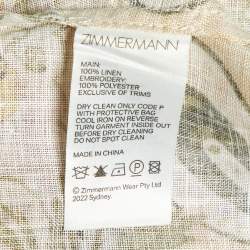 ZIMMERMANN
MAIN:
100% LINEN
EMBROIDERY:
100% POLYESTER
EXCLUSIVE OF TRIMS
DRY CLEAN ONLY CODE P
WITH PROTECTIVE BAG
COOL IRON ON REVERSE
TURN GARMENT INSIDE OUT
BEFORE DRY CLEANING
DO NOT SPOT CLEAN
MADE IN CHINA
© Zimmermann Wear Pty Ltd
2022 Sydney.